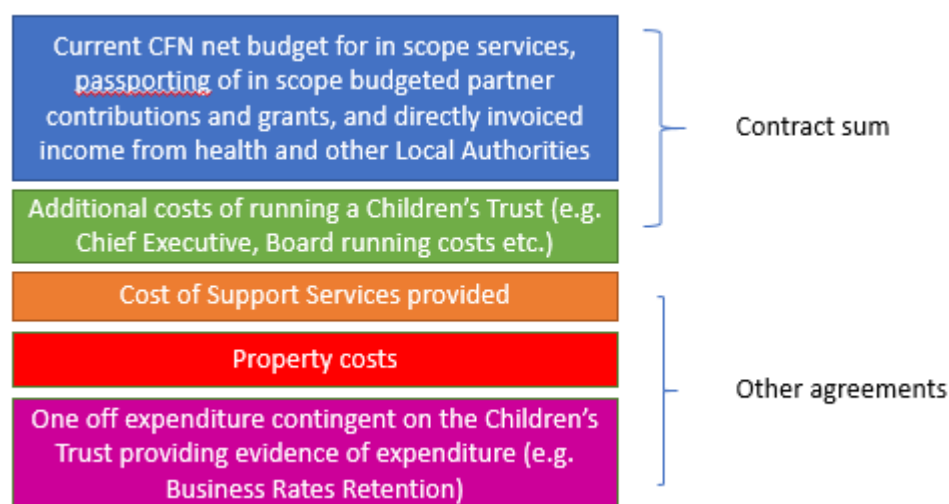 Current CFN net budget for in scope services,
passporting of in scope budgeted partner
contributions and grants, and directly invoiced
income from health and other Local Authorities
Contract sum
Additional costs of running a Children’s Trust (e.g.
Chief Executive, Board running costs etc.)
Cost of Support Services provided
Property costs
Other agreements
One off expenditure contingent on the Children’s
Trust providing evidence of expenditure (e.g.
Business Rates Retention)